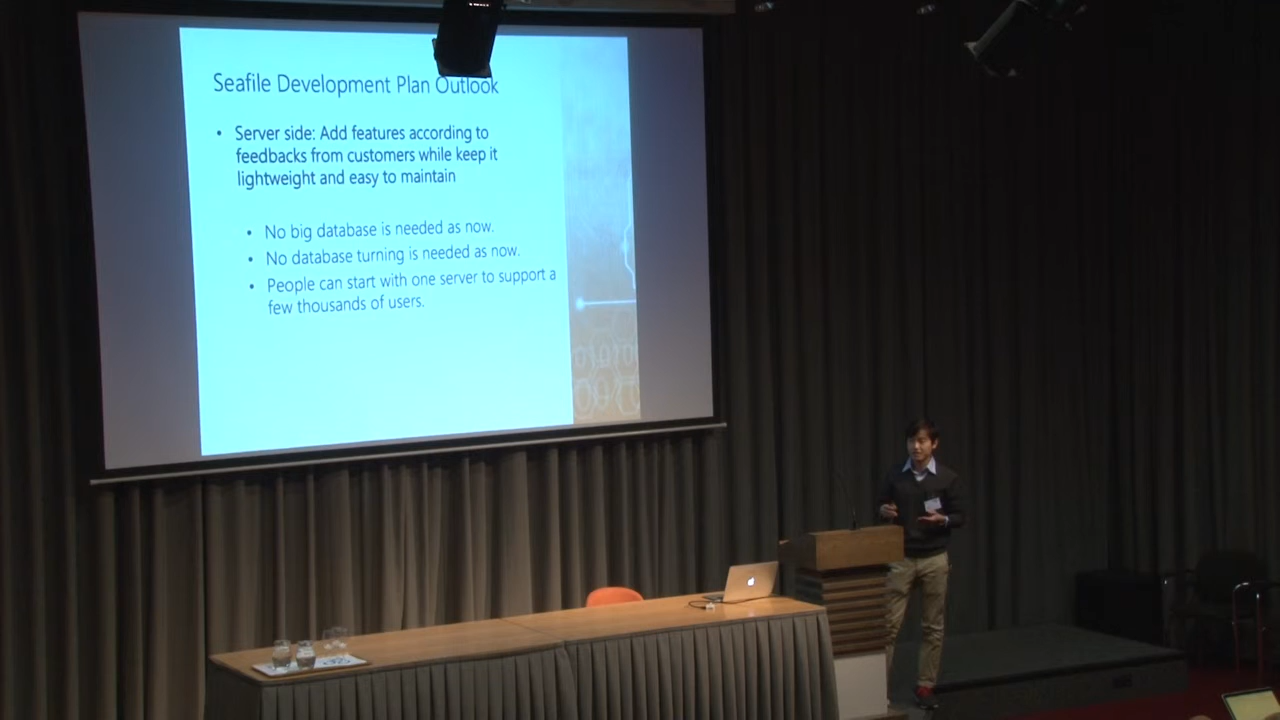 Seafile Development Plan Outlook
• Server side: Add features according to
feedbacks from customers while keep it
lightweight and easy to maintain
• No big database is needed as now.
• No database turning is needed as now.
• People can start with one server to support a
few thousands of users.